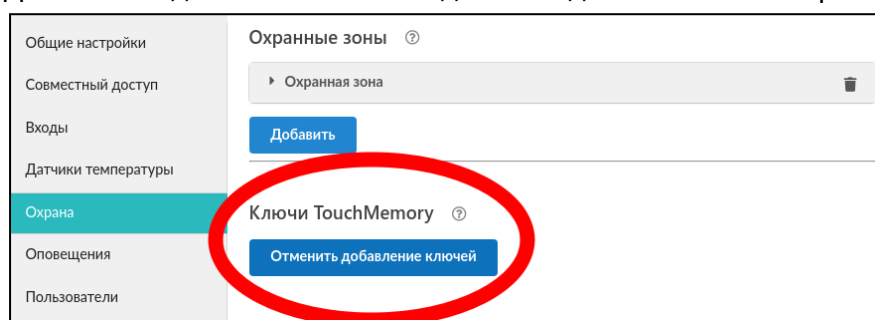 Общие настройки
Совместный доступ
Входы
Датчики температуры
Охрана
Оповещения
Пользователи
Охранные зоны
Охранная зона
Добавить
Ключи TouchMemory
Отменить добавление ключей